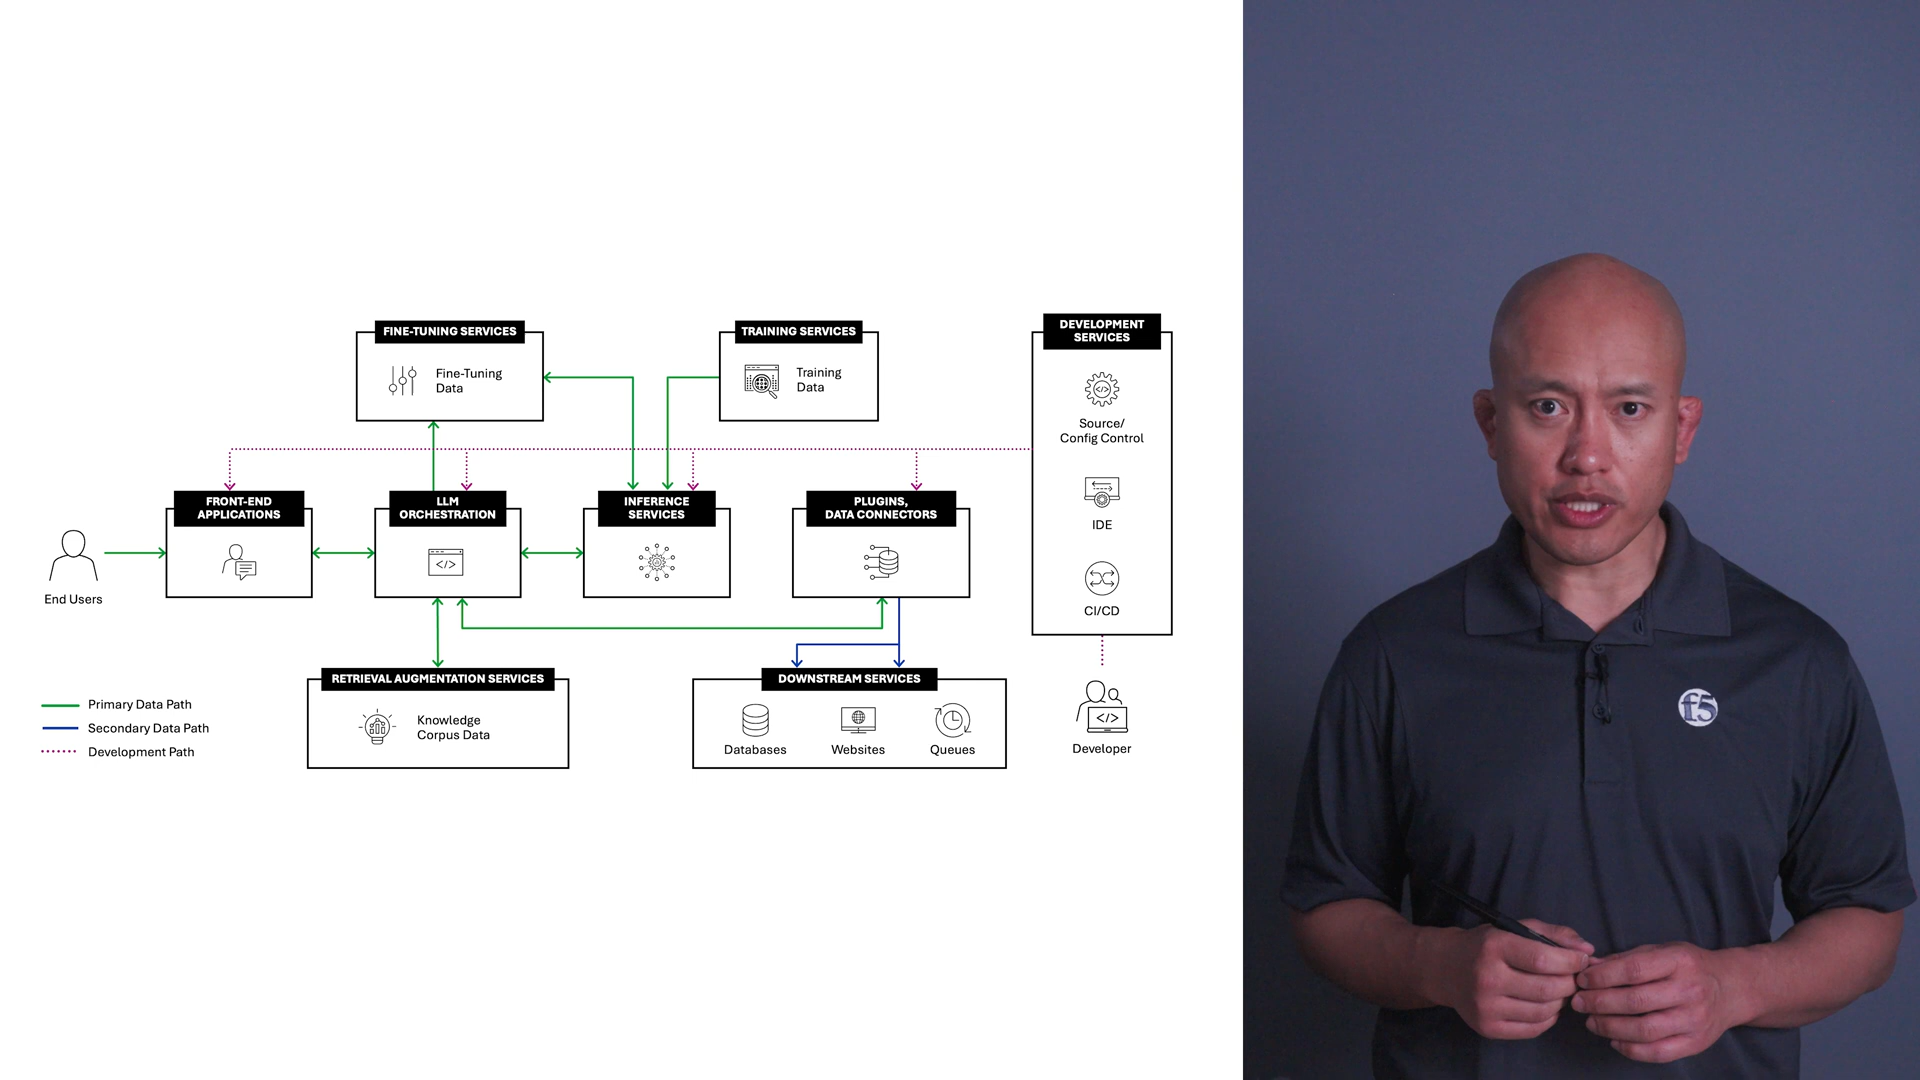 FINE-TUNING SERVICES
Fine-Tuning
Data
TRAINING SERVICES
Training
Data
DEVELOPMENT
SERVICES
Source/
Config Control
IDE
CI/CD
Developer
End Users
FRONT-END
APPLICATIONS
LLM
ORCHESTRATION
</>
INFERENCE
SERVICES
PLUGINS,
DATA CONNECTORS
RETRIEVAL AUGMENTATION SERVICES
Knowledge
Corpus Data
DOWNSTREAM SERVICES
Databases
Websites
Queues
</>
Primary Data Path
Secondary Data Path
Development Path
f5